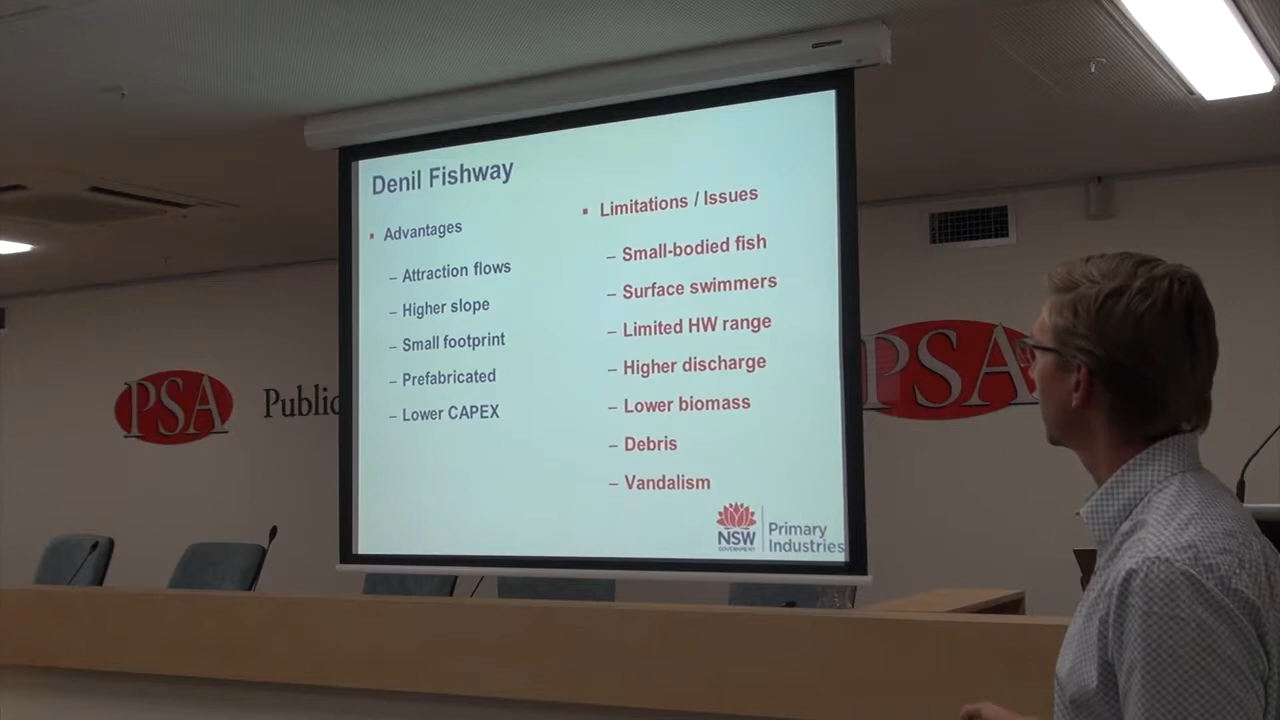 Denil Fishway
Advantages
– Attraction flows
– Higher slope
– Small footprint
– Prefabricated
– Lower CAPEX
Limitations / Issues
– Small-bodied fish
– Surface swimmers
– Limited HW range
– Higher discharge
– Lower biomass
– Debris
– Vandalism
NSW
GOVERNMENT
Primary
Industries
PSA
Public
PSA